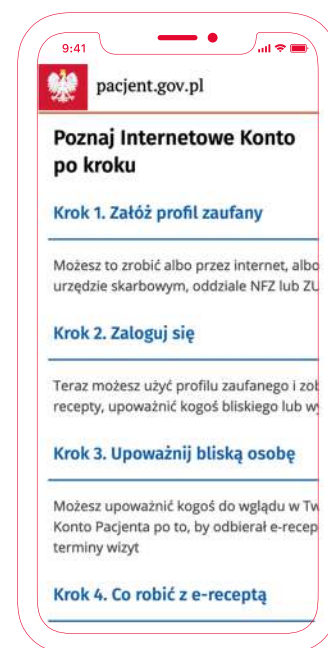 9:41
pacjent.gov.pl
Poznaj Internetowe Konto
po kroku
Krok 1. Załóż profil zaufany
Możesz to zrobić albo przez internet, albo
urzędzie skarbowym, oddziale NFZ lub ZU
Krok 2. Zaloguj się
Teraz możesz użyć profilu zaufanego i zob
recepty, upoważnić kogoś bliskiego lub wy
Krok 3. Upoważnij bliską osobę
Możesz upoważnić kogoś do wglądu w Tw
Konto Pacjenta po to, by odbierał e-recep
terminy wizyt
Krok 4. Co robić z e-receptą